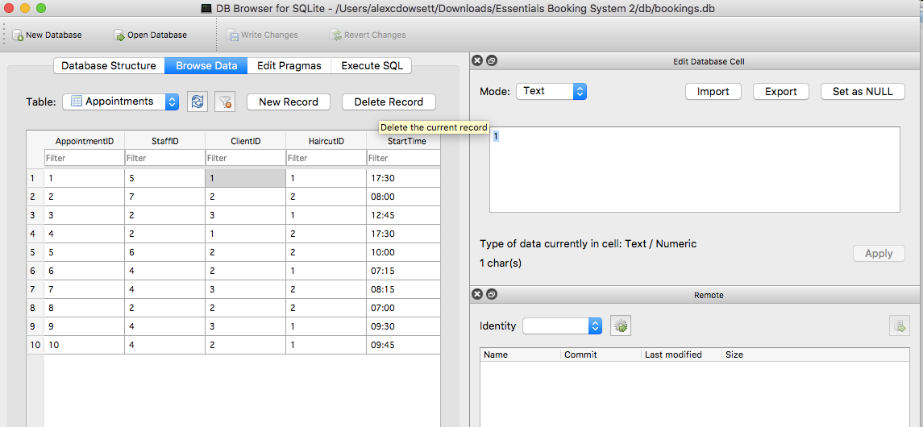 DB Browser for SQLite - /Users/alexcdowsett/Downloads/Essentials Booking System 2/db/bookings.db
New Database Open Database Write Changes Revert Changes
Database Structure Browse Data Edit Pragmas Execute SQL
Table: Appointments New Record Delete Record
Delete the current record
AppointmentID StaffID ClientID HaircutID StartTime
Filter Filter Filter Filter Filter
1 1 5 1 1 17:30
2 2 7 2 2 08:00
3 3 2 3 1 12:45
4 4 2 1 2 17:30
5 5 6 2 2 10:00
6 6 4 2 1 07:15
7 7 4 3 2 08:15
8 8 2 2 2 07:00
9 9 4 3 1 09:30
10 10 4 2 1 09:45
Edit Database Cell
Mode: Text Import Export Set as NULL
1
Type of data currently in cell: Text / Numeric
1 char(s)
Apply
Remote
Identity
Name Commit Last modified Size